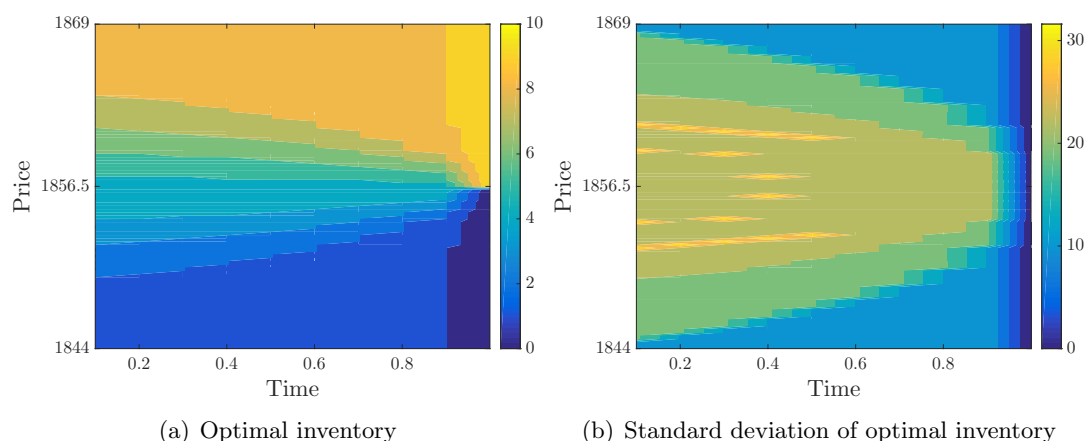 1869
1856.5
1844
Price
0.2 0.4 0.6 0.8
Time
10
8
6
4
2
0
(a) Optimal inventory
1869
1856.5
1844
Price
0.2 0.4 0.6 0.8
Time
30
20
10
0
(b) Standard deviation of optimal inventory